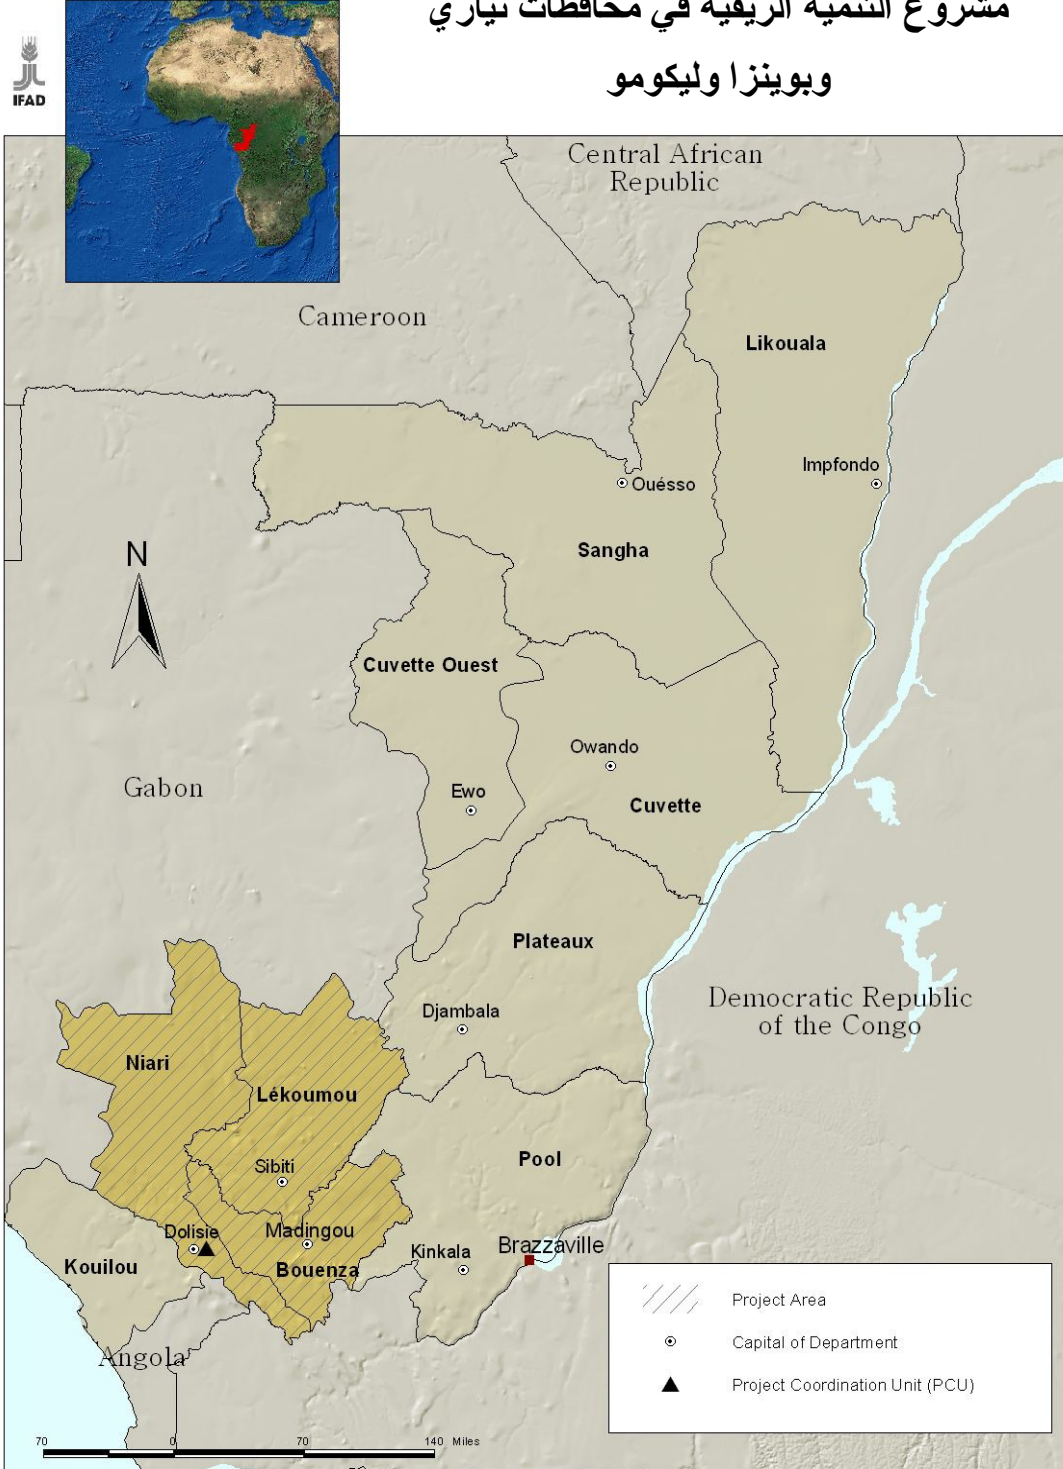 مشروع التنمية الريفية في محافظات نياري
وبوينزا وليكومو
IFAD
Central African
Republic
Cameroon
Likouala
Impfondo
Ouésso
Sangha
N
Cuvette Ouest
Owando
Gabon
Ewo
Cuvette
Plateaux
Djambala
Democratic Republic
of the Congo
Niari
Lékoumou
Pool
Sibiti
Dolisie
Madingou
Kinkala
Brazzaville
Kouilou
Bouenza
Angola
Project Area
Capital of Department
Project Coordination Unit (PCU)
70 0 70 140 Miles